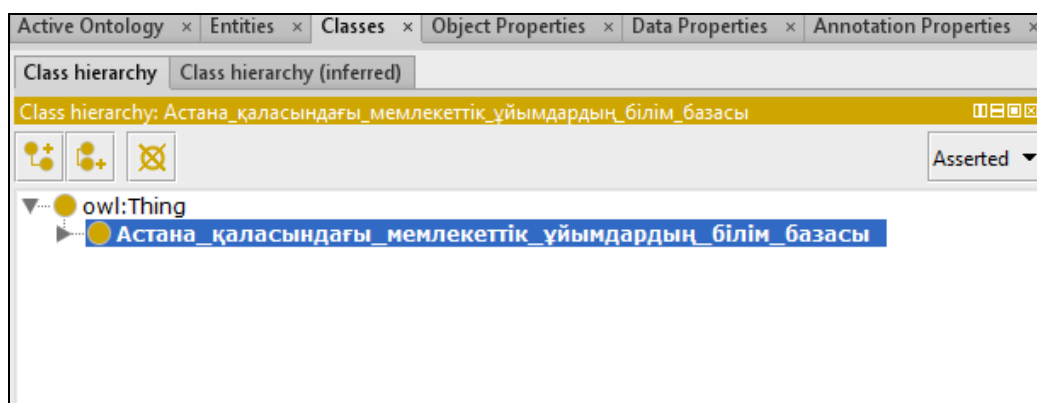 Active Ontology × Entities × Classes × Object Properties × Data Properties × Annotation Properties ×
Class hierarchy Class hierarchy (inferred)
Class hierarchy: Астана_қаласындағы_мемлекеттік_ұйымдардың_білім_базасы
Asserted
owl:Thing
Астана_қаласындағы_мемлекеттік_ұйымдардың_білім_базасы